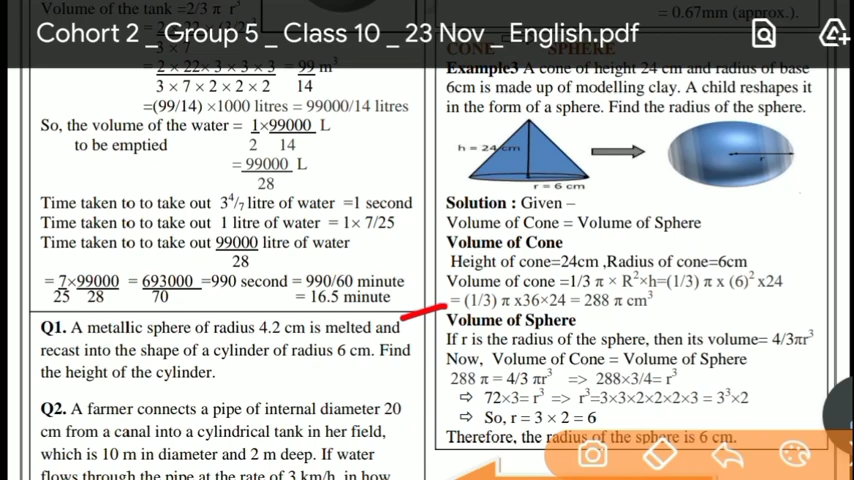 Volume of the tank =2/3 π r³
= 0.67mm (approx.).
Cohort 2 _ Group 5 _ Class 10 _ 23 Nov _ English.pdf
3 × 7
= 2 × 22× 3 × 3 × 3 = 99 m³
3 × 7 × 2 × 2 × 2 14
=(99/14) ×1000 litres = 99000/14 litres
So, the volume of the water = 1×99000 L
to be emptied 2 14
= 99000 L
28
Time taken to to take out 3⁴/₇ litre of water =1 second
Time taken to to take out 1 litre of water = 1× 7/25
Time taken to to take out 99000 litre of water
28
= 7×99000 = 693000 =990 second = 990/60 minute
25 28 70 = 16.5 minute
Q1. A metallic sphere of radius 4.2 cm is melted and
recast into the shape of a cylinder of radius 6 cm. Find
the height of the cylinder.
Q2. A farmer connects a pipe of internal diameter 20
cm from a canal into a cylindrical tank in her field,
which is 10 m in diameter and 2 m deep. If water
flows through the pipe at the rate of 3 km/h, in how
CONE SPHERE
Example3 A cone of height 24 cm and radius of base
6cm is made up of modelling clay. A child reshapes it
in the form of a sphere. Find the radius of the sphere.
h = 24 cm
r
r = 6 cm
Solution : Given –
Volume of Cone = Volume of Sphere
Volume of Cone
Height of cone=24cm ,Radius of cone=6cm
Volume of cone =1/3 π × R²×h=(1/3) π x (6)² x24
= (1/3) π x36×24 = 288 π cm³
Volume of Sphere
If r is the radius of the sphere, then its volume= 4/3πr³
Now, Volume of Cone = Volume of Sphere
288 π = 4/3 πr³ => 288×3/4= r³
⇨ 72×3= r³ => r³=3×3×2×2×2×3 = 3³×2
⇨ So, r = 3 × 2 = 6
Therefore, the radius of the sphere is 6 cm.